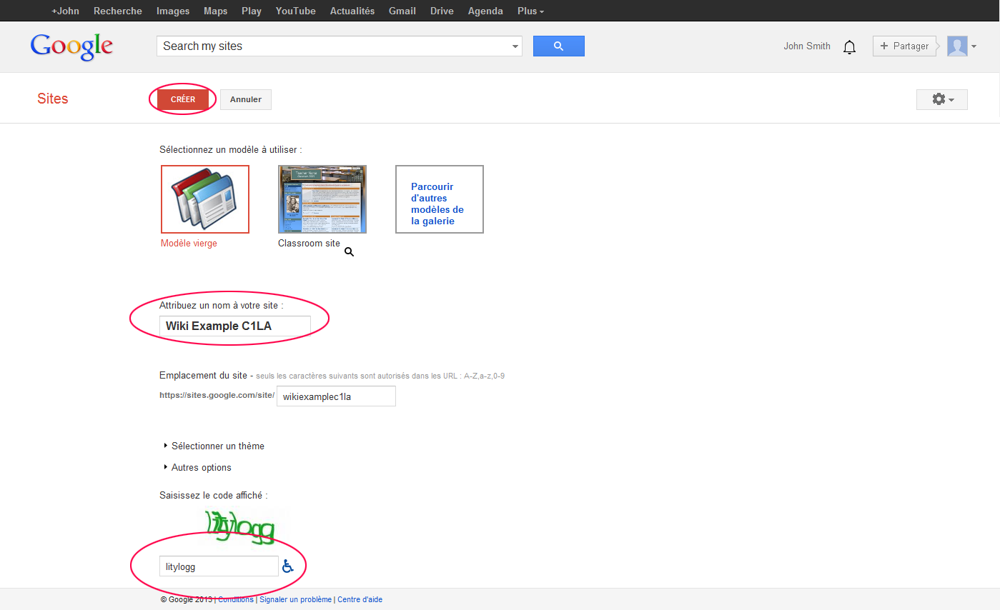 +John Recherche Images Maps Play YouTube Actualités Gmail Drive Agenda Plus
Google
Search my sites
John Smith
+ Partager
Sites
CRÉER
Annuler
Sélectionnez un modèle à utiliser :
Teacher Name
Parcourir
d'autres
modèles de
la galerie
Modèle vierge
Classroom site
Attribuez un nom à votre site :
Wiki Example C1LA
Emplacement du site - seuls les caractères suivants sont autorisés dans les URL : A-Z,a-z,0-9
https://sites.google.com/site/ wikiexamplec1la
Sélectionner un thème
Autres options
Saisissez le code affiché :
litylogg
© Google 2013 | Conditions | Signaler un problème | Centre d'aide